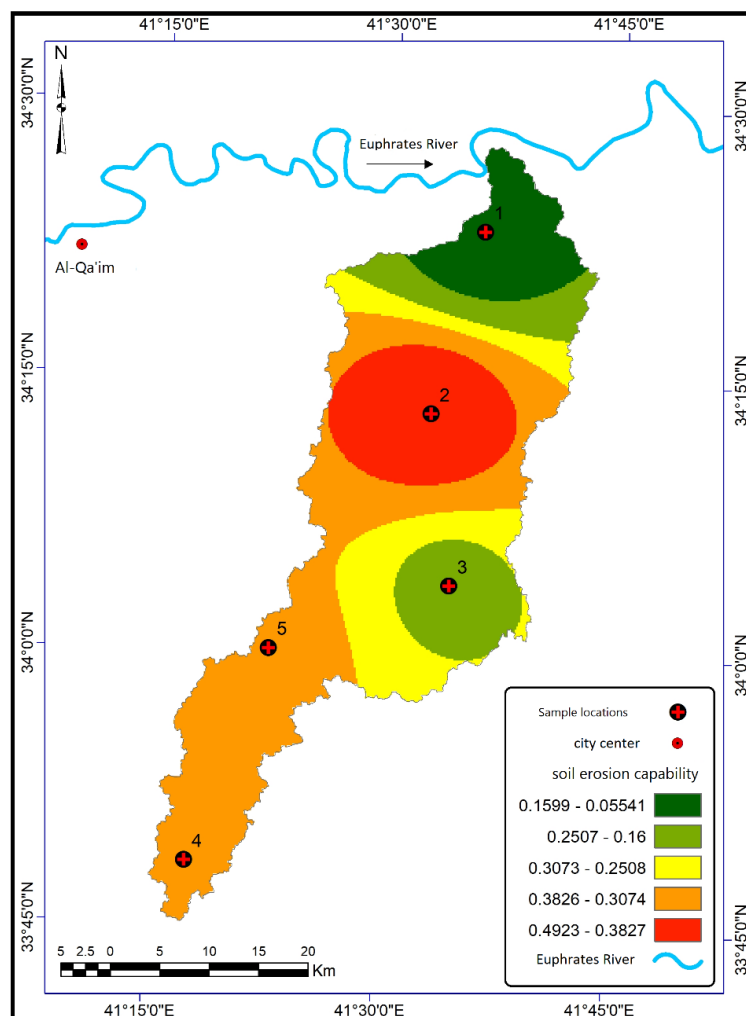 41°15'0"E
41°30'0"E
41°45'0"E
N
34°30'0"N
34°30'0"N
Euphrates River
1
Al-Qa'im
34°15'0"N
34°15'0"N
2
3
5
34°0'0"N
34°0'0"N
Sample locations
city center
soil erosion capability
0.1599 - 0.05541
0.2507 - 0.16
0.3073 - 0.2508
0.3826 - 0.3074
0.4923 - 0.3827
Euphrates River
4
33°45'0"N
33°45'0"N
5 2.5 0 5 10 15 20
Km
41°15'0"E
41°30'0"E
41°45'0"E